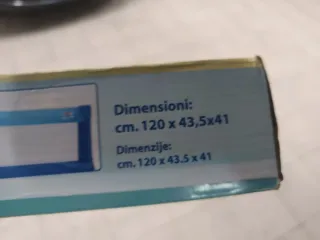 Dimensioni:
cm. 120 x 43,5x41
Dimenzije:
cm. 120 x 43.5 x 41